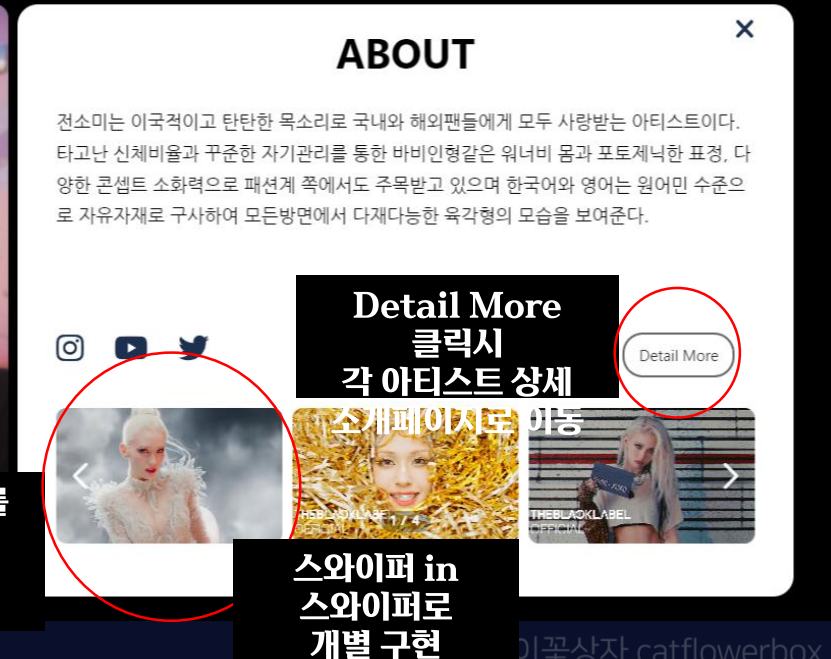 ABOUT
전소미는 이국적이고 탄탄한 목소리로 국내와 해외팬들에게 모두 사랑받는 아티스트이다.
타고난 신체비율과 꾸준한 자기관리를 통한 바비인형같은 워너비 몸과 포토제닉한 표정, 다
양한 콘셉트 소화력으로 패션계 쪽에서도 주목받고 있으며 한국어와 영어는 원어민 수준으
로 자유자재로 구사하여 모든방면에서 다재다능한 육각형의 모습을 보여준다.
Detail More
클릭시
각 아티스트 상세
소개페이지로 이동
Detail More
THEBLACKLABEL
OFFICIAL
1 / 4
THEBLACKLABEL
OFFICIAL
스와이퍼 in
스와이퍼로
개별 구현
이꽃상자 catflowerbox